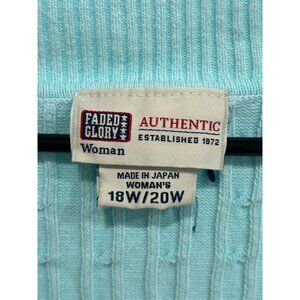 FADED
GLORY
Woman
AUTHENTIC
ESTABLISHED 1972
MADE IN JAPAN
WOMAN'S
18W/20W